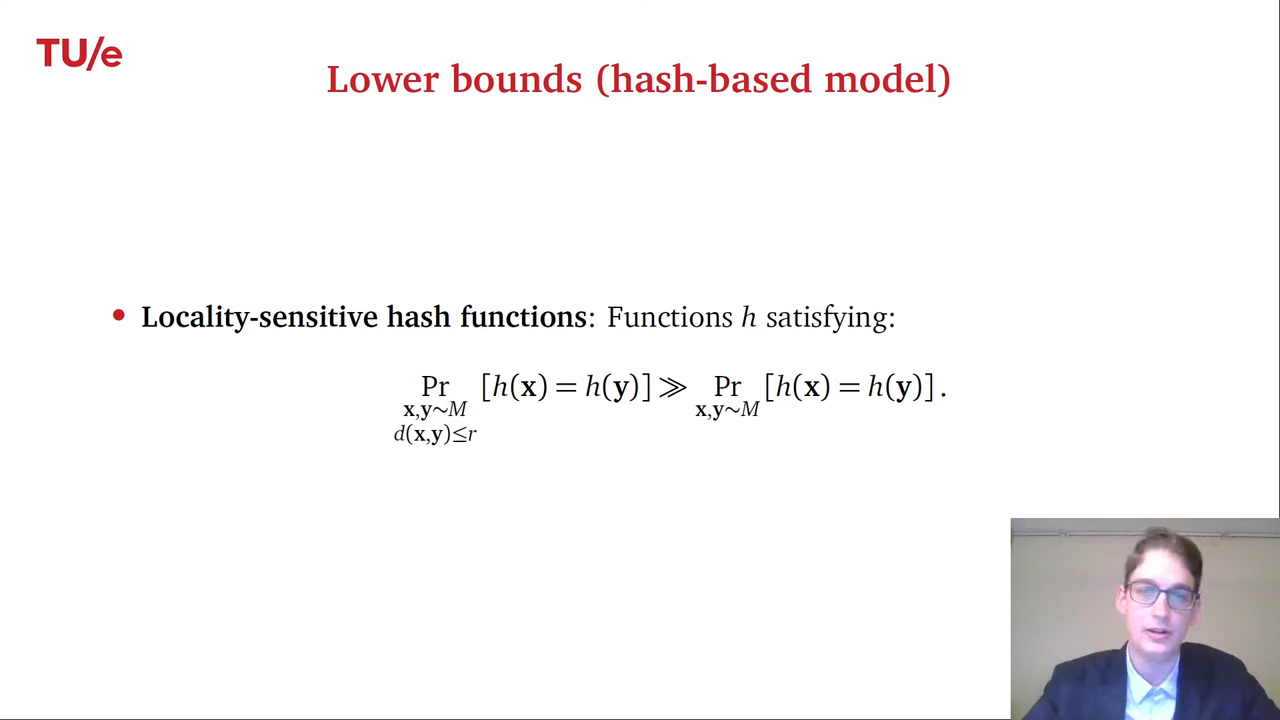 TU/e
Lower bounds (hash-based model)
• Locality-sensitive hash functions: Functions h satisfying:
Pr [h(x) = h(y)] ≫ Pr [h(x) = h(y)].
x,y∼M x,y∼M
d(x,y)≤r